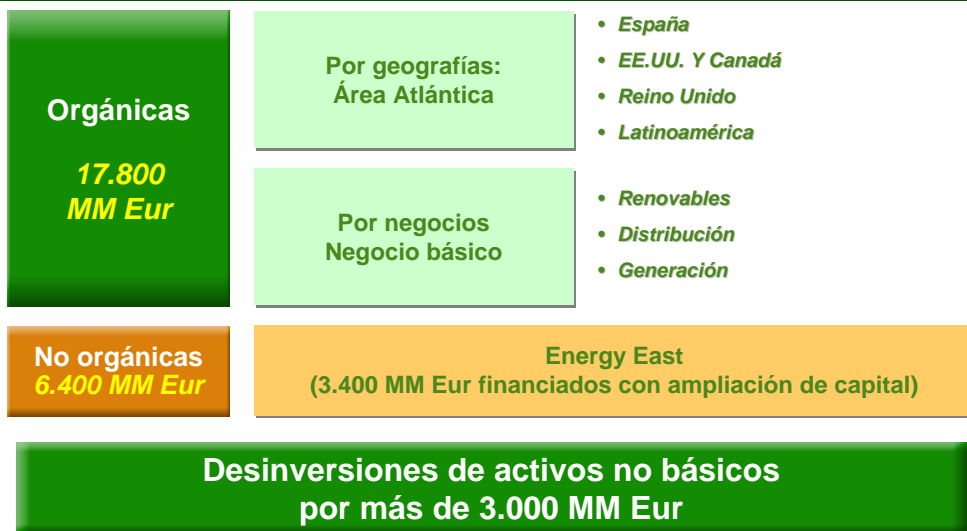 Orgánicas
17.800
MM Eur
Por geografías:
Área Atlántica
• España
• EE.UU. Y Canadá
• Reino Unido
• Latinoamérica
Por negocios
Negocio básico
• Renovables
• Distribución
• Generación
No orgánicas
6.400 MM Eur
Energy East
(3.400 MM Eur financiados con ampliación de capital)
Desinversiones de activos no básicos
por más de 3.000 MM Eur